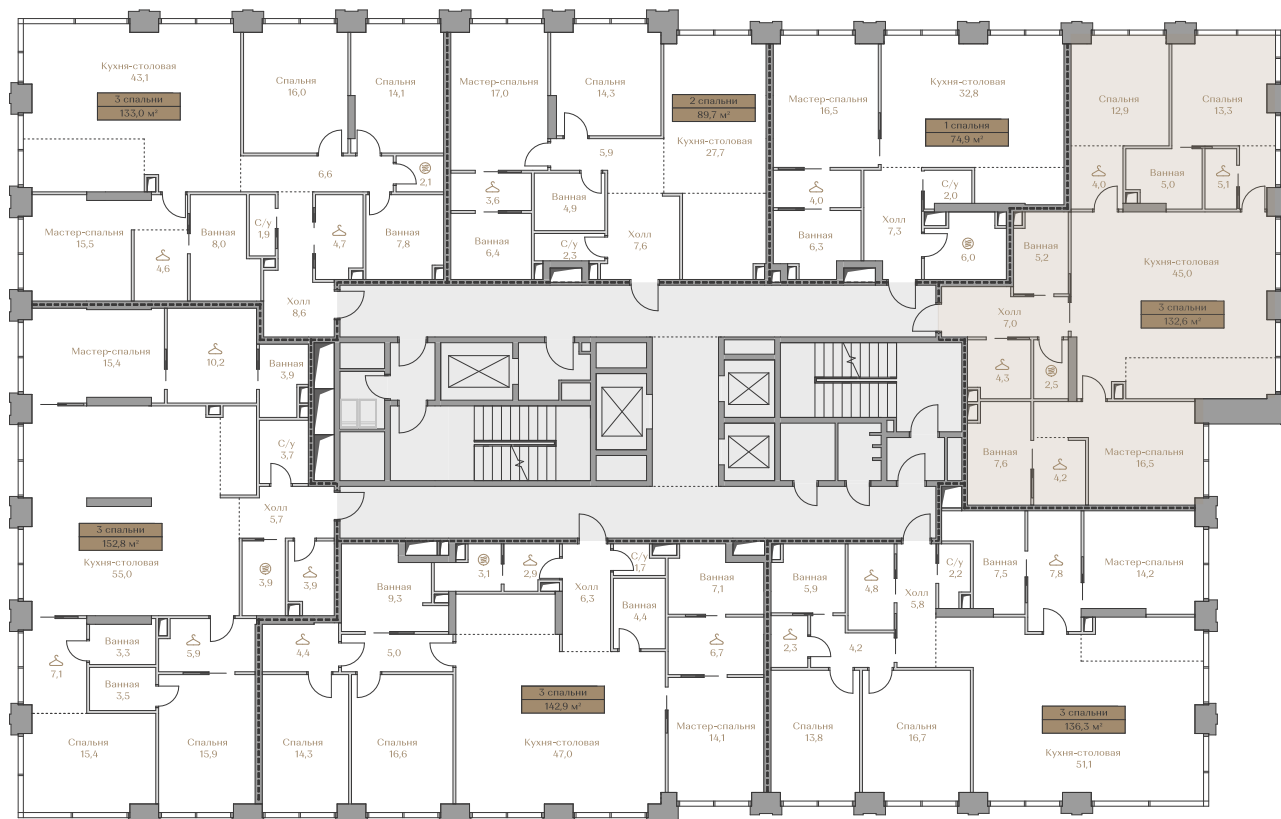 Кухня-столовая
43,1
3 спальни
133,0 м²
Спальня
16,0
Спальня
14,1
6,6
2,1
Мастер-спальня
15,5
4,6
Ванная
8,0
С/у
1,9
4,7
Ванная
7,8
Холл
8,6
Мастер-спальня
17,0
Спальня
14,3
2 спальни
89,7 м²
Кухня-столовая
27,7
5,9
3,6
Ванная
4,9
Ванная
6,4
С/у
2,3
Холл
7,6
Мастер-спальня
16,5
Кухня-столовая
32,8
1 спальня
74,9 м²
4,0
С/у
2,0
Ванная
6,3
Холл
7,3
6,0
Спальня
12,9
Спальня
13,3
4,0
Ванная
5,0
5,1
Ванная
5,2
Кухня-столовая
45,0
3 спальни
132,6 м²
Холл
7,0
4,3
2,5
Ванная
7,6
4,2
Мастер-спальня
16,5
Мастер-спальня
15,4
10,2
Ванная
3,9
С/у
3,7
Холл
5,7
3 спальни
152,8 м²
Кухня-столовая
55,0
3,9
3,9
Ванная
3,3
5,9
7,1
Ванная
3,5
Спальня
15,4
Спальня
15,9
Ванная
9,3
3,1
2,9
Холл
6,3
С/у
1,7
Ванная
7,1
Ванная
4,4
4,4
5,0
6,7
3 спальни
142,9 м²
Кухня-столовая
47,0
Спальня
14,3
Спальня
16,6
Мастер-спальня
14,1
Ванная
5,9
4,8
С/у
2,2
Холл
5,8
Ванная
7,5
7,8
Мастер-спальня
14,2
2,3
4,2
Спальня
13,8
Спальня
16,7
3 спальни
136,3 м²
Кухня-столовая
51,1